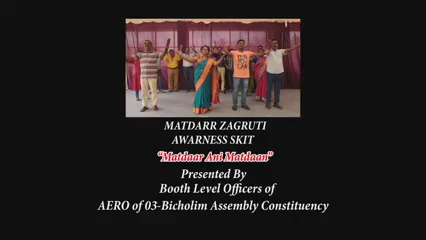 MATDARR ZAGRUTI
AWARNESS SKIT
"Matdaar Ani Matdaan"
Presented By
Booth Level Officers of
AERO of 03-Bicholim Assembly Constituency